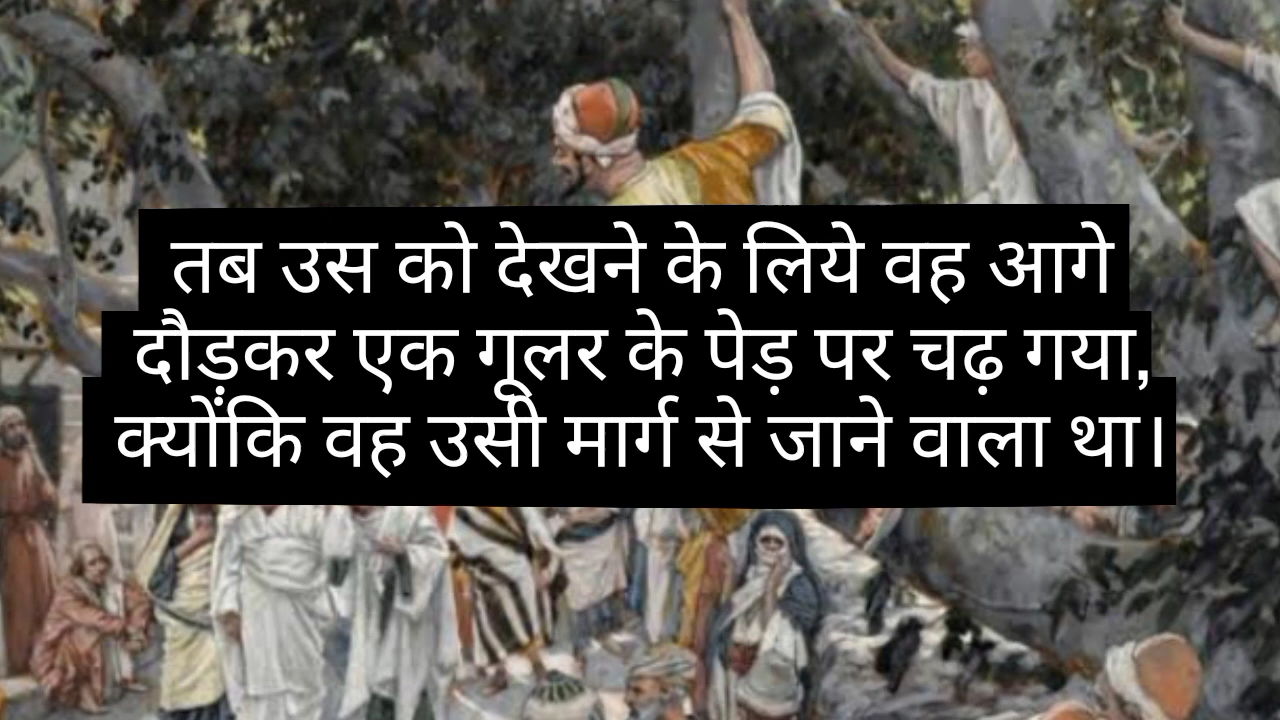 तब उस को देखने के लिये वह आगे
दौड़कर एक गूलर के पेड़ पर चढ़ गया,
क्योंकि वह उसी मार्ग से जाने वाला था।